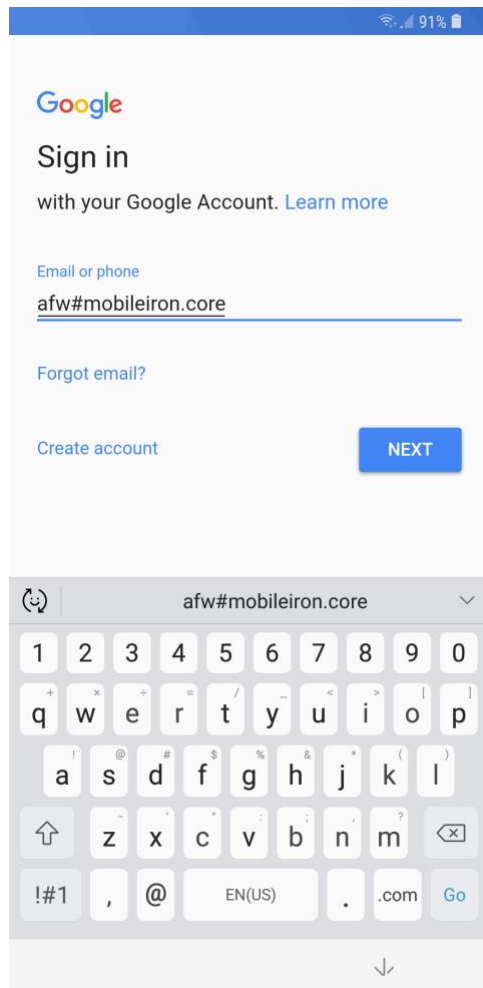 91%
Google
Sign in
with your Google Account. Learn more
Email or phone
afw#mobileiron.core
Forgot email?
Create account NEXT
afw#mobileiron.core
1 2 3 4 5 6 7 8 9 0
+ × ÷ = / _ < > [ ]
q w e r t y u i o p
! @ # $ % & * ( )
a s d f g h j k l
- ' " : ; , ?
z x c v b n m
!#1 , @ EN(US) . .com Go